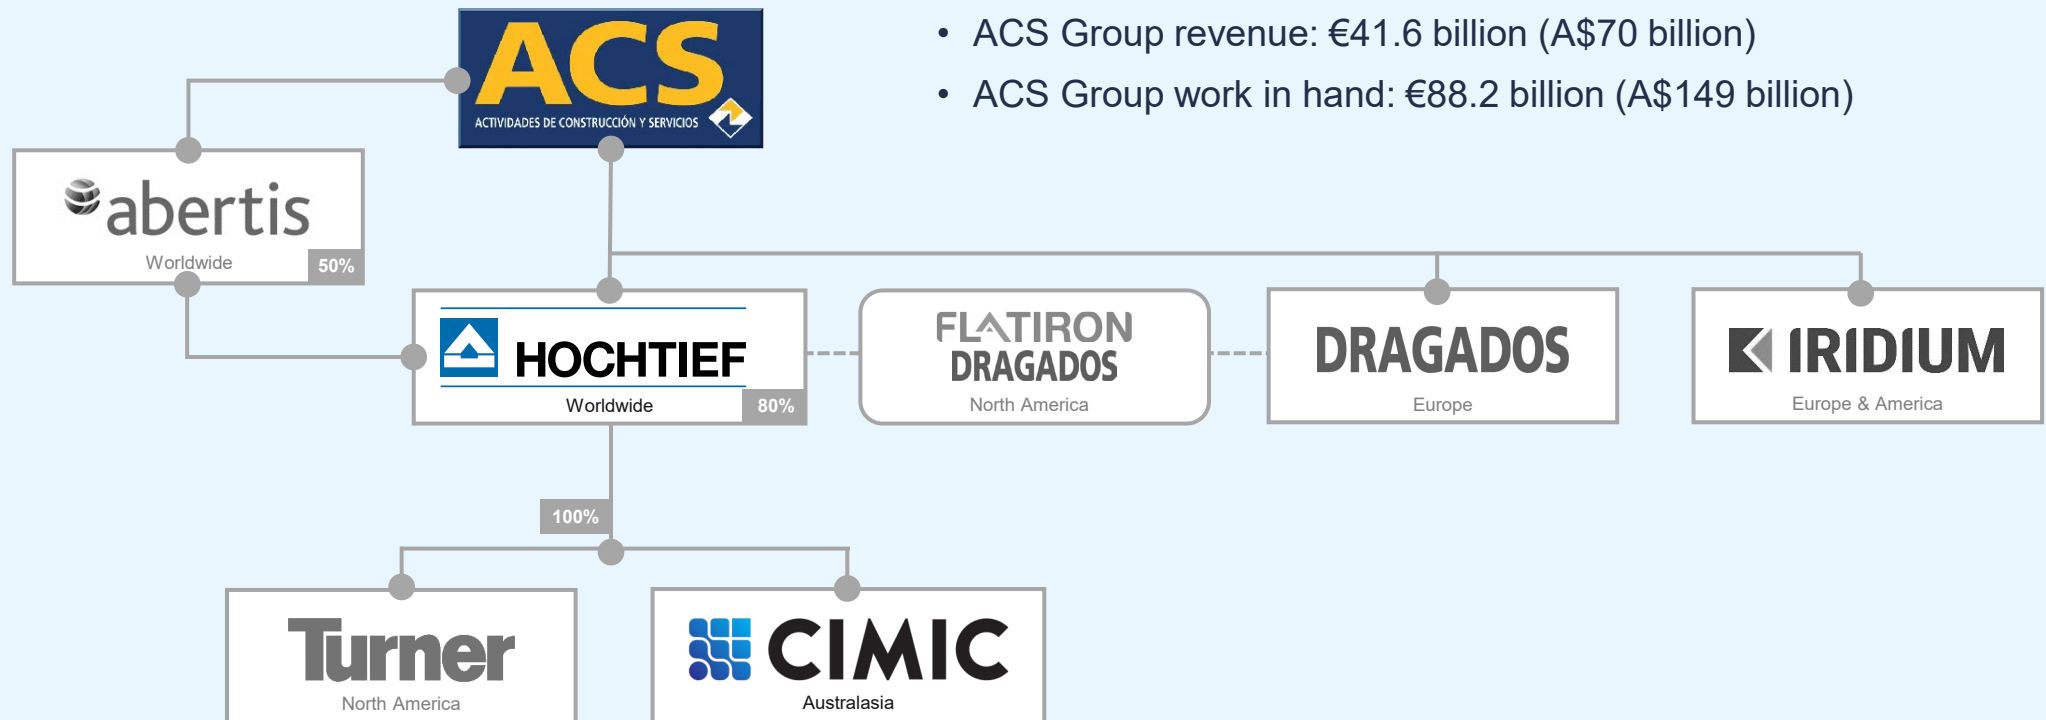 ACS
ACTIVIDADES DE CONSTRUCCIÓN Y SERVICIOS
• ACS Group revenue: €41.6 billion (A$70 billion)
• ACS Group work in hand: €88.2 billion (A$149 billion)
abertis
Worldwide
50%
HOCHTIEF
Worldwide
80%
FLATIRON
DRAGADOS
North America
DRAGADOS
Europe
IRIDIUM
Europe & America
100%
Turner
North America
CIMIC
Australasia